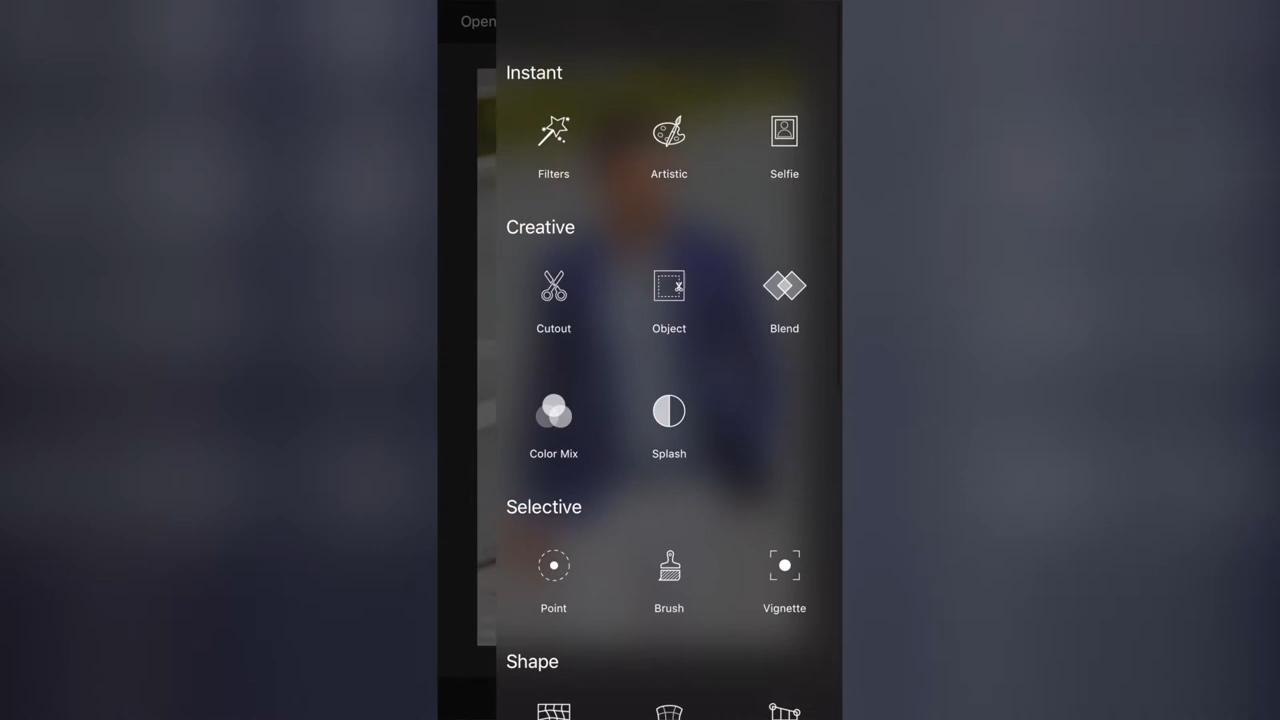 Open
Instant
Filters
Artistic
Selfie
Creative
Cutout
Object
Blend
Color Mix
Splash
Selective
Point
Brush
Vignette
Shape